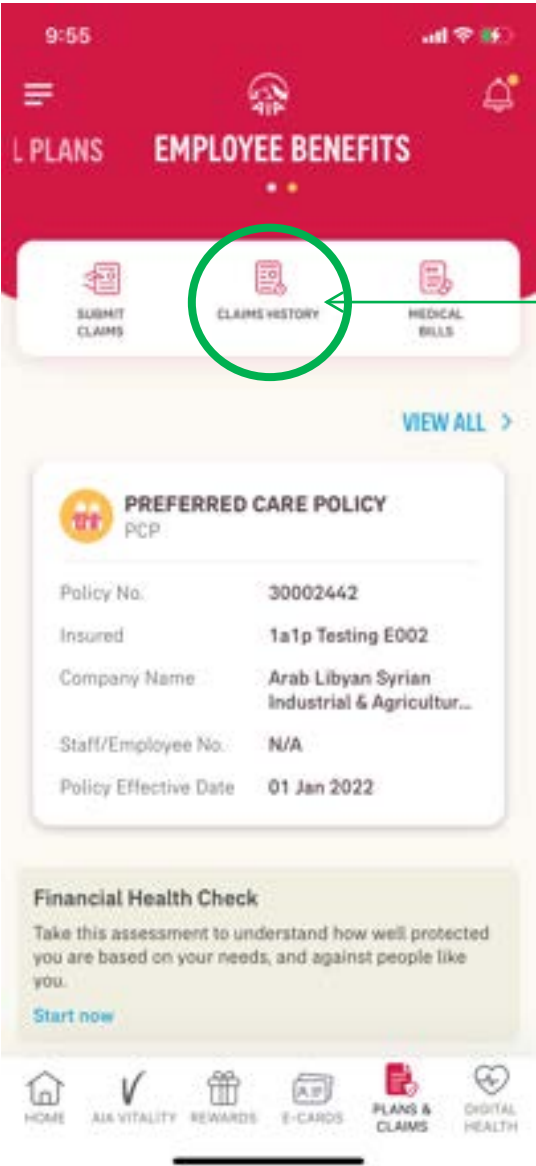 9:55
AIA
L PLANS EMPLOYEE BENEFITS
SUBMIT CLAIMS
CLAIMS HISTORY
MEDICAL BILLS
VIEW ALL >
PREFERRED CARE POLICY
PCP
Policy No. 30002442
Insured 1a1p Testing E002
Company Name Arab Libyan Syrian
Industrial & Agricultur...
Staff/Employee No. N/A
Policy Effective Date 01 Jan 2022
Financial Health Check
Take this assessment to understand how well protected
you are based on your needs, and against people like
you.
Start now
HOME
AIA VITALITY
REWARDS
E-CARDS
PLANS &
CLAIMS
DIGITAL
HEALTH